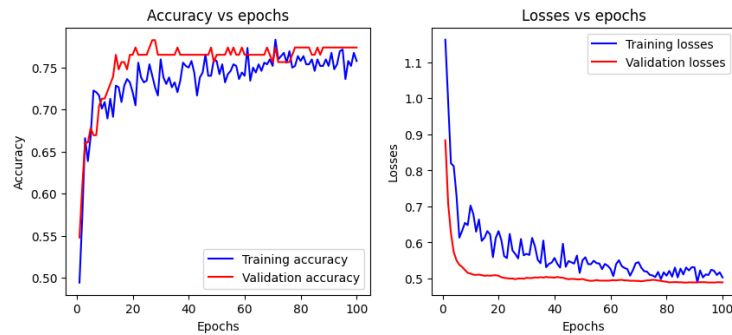 Accuracy vs epochs
Accuracy
0.75
0.70
0.65
0.60
0.55
0.50
Training accuracy
Validation accuracy
0 20 40 60 80 100
Epochs
Losses vs epochs
Losses
1.1
1.0
0.9
0.8
0.7
0.6
0.5
Training losses
Validation losses
0 20 40 60 80 100
Epochs